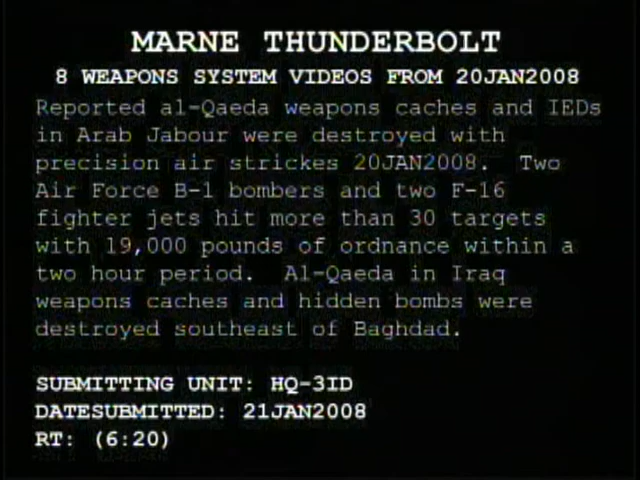 MARNE THUNDERBOLT
8 WEAPONS SYSTEM VIDEOS FROM 20JAN2008
Reported al-Qaeda weapons caches and IEDs
in Arab Jabour were destroyed with
precision air strickes 20JAN2008.  Two
Air Force B-1 bombers and two F-16
fighter jets hit more than 30 targets
with 19,000 pounds of ordnance within a
two hour period.  Al-Qaeda in Iraq
weapons caches and hidden bombs were
destroyed southeast of Baghdad.
SUBMITTING UNIT: HQ-3ID
DATESUBMITTED: 21JAN2008
RT: (6:20)